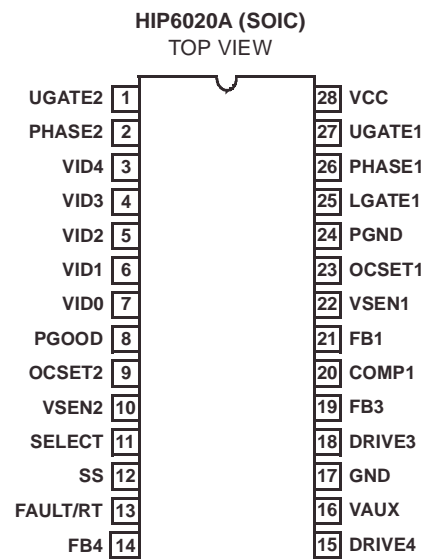 HIP6020A (SOIC)
TOP VIEW
UGATE2 1 28 VCC
PHASE2 2 27 UGATE1
VID4 3 26 PHASE1
VID3 4 25 LGATE1
VID2 5 24 PGND
VID1 6 23 OCSET1
VID0 7 22 VSEN1
PGOOD 8 21 FB1
OCSET2 9 20 COMP1
VSEN2 10 19 FB3
SELECT 11 18 DRIVE3
SS 12 17 GND
FAULT/RT 13 16 VAUX
FB4 14 15 DRIVE4